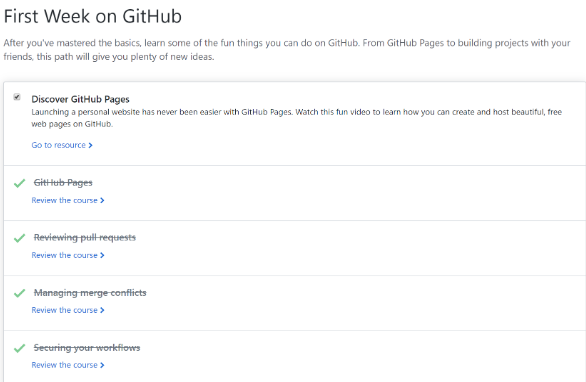 First Week on GitHub
After you've mastered the basics, learn some of the fun things you can do on GitHub. From GitHub Pages to building projects with your
friends, this path will give you plenty of new ideas.
Discover GitHub Pages
Launching a personal website has never been easier with GitHub Pages. Watch this fun video to learn how you can create and host beautiful, free
web pages on GitHub.
Go to resource
GitHub Pages
Review the course
Reviewing pull requests
Review the course
Managing merge conflicts
Review the course
Securing your workflows
Review the course